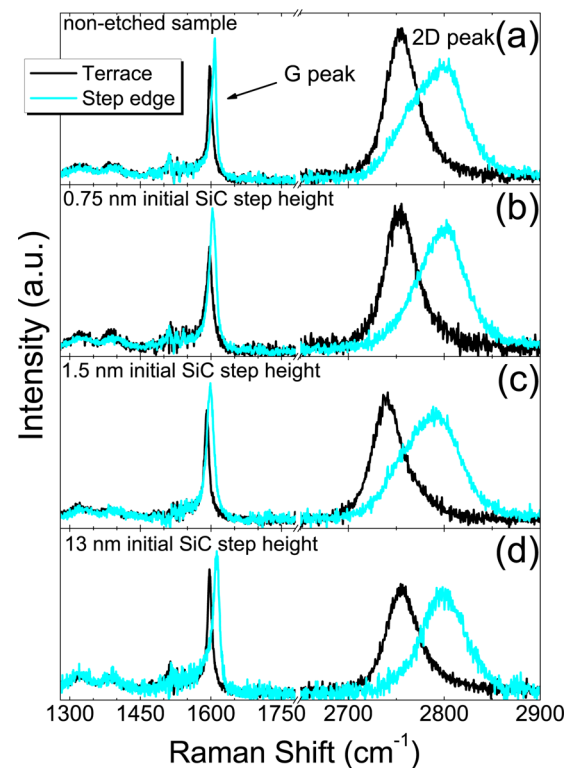 non-etched sample
(a)
2D peak
Terrace
Step edge
G peak
0.75 nm initial SiC step height
(b)
1.5 nm initial SiC step height
(c)
13 nm initial SiC step height
(d)
Intensity (a.u.)
1300 1450 1600 1750 2700 2800 2900
Raman Shift (cm⁻¹)